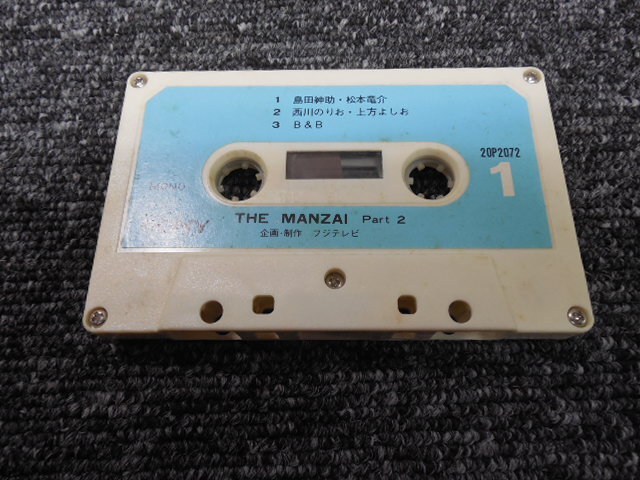 1 島田紳助・松本竜介
2 西川のりお・上方よしお
3 B&B
20P2072
MONO
1
THE MANZAI Part 2
企画・制作 フジテレビ